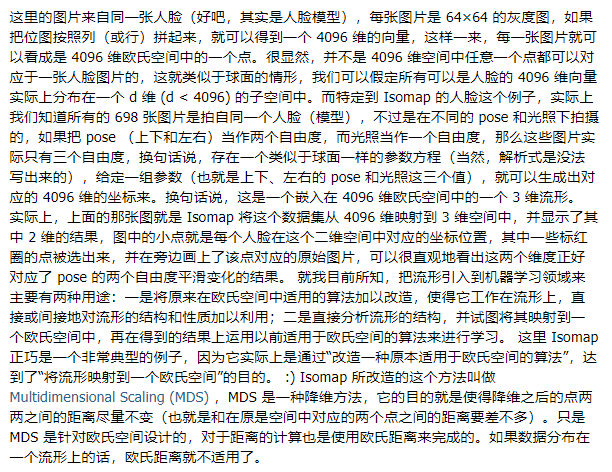 这里的图片来自同一张人脸（好吧，其实是人脸模型），每张图片是 64×64 的灰度图，如果
把位图按照列（或行）拼起来，就可以得到一个 4096 维的向量，这样一来，每一张图片就可
以看成是 4096 维欧氏空间中的一个点。很显然，并不是 4096 维空间中任意一个点都可以对
应于一张人脸图片的，这就类似于球面的情形，我们可以假定所有可以是人脸的 4096 维向量
实际上分布在一个 d 维 (d < 4096) 的子空间中。而特定到 Isomap 的人脸这个例子，实际上
我们知道所有的 698 张图片是拍自同一个人脸（模型），不过是在不同的 pose 和光照下拍摄
的，如果把 pose （上下和左右）当作两个自由度，而光照当作一个自由度，那么这些图片实
际只有三个自由度，换句话说，存在一个类似于球面一样的参数方程（当然，解析式是没法
写出来的），给定一组参数（也就是上下、左右的 pose 和光照这三个值），就可以生成出对
应的 4096 维的坐标来。换句话说，这是一个嵌入在 4096 维欧氏空间中的一个 3 维流形。
实际上，上面的那张图就是 Isomap 将这个数据集从 4096 维映射到 3 维空间中，并显示了其
中 2 维的结果，图中的小点就是每个人脸在这个二维空间中对应的坐标位置，其中一些标红
圈的点被选出来，并在旁边画上了该点对应的原始图片，可以很直观地看出这两个维度正好
对应了 pose 的两个自由度平滑变化的结果。 就我目前所知，把流形引入到机器学习领域来
主要有两种用途：一是将原来在欧氏空间中适用的算法加以改造，使得它工作在流形上，直
接或间接地对流形的结构和性质加以利用；二是直接分析流形的结构，并试图将其映射到一
个欧氏空间中，再在得到的结果上运用以前适用于欧氏空间的算法来进行学习。 这里 Isomap
正巧是一个非常典型的例子，因为它实际上是通过“改造一种原本适用于欧氏空间的算法”，达
到了“将流形映射到一个欧氏空间”的目的。 :) Isomap 所改造的这个方法叫做
Multidimensional Scaling (MDS) ，MDS 是一种降维方法，它的目的就是使得降维之后的点两
两之间的距离尽量不变（也就是和在原是空间中对应的两个点之间的距离要差不多）。只是
MDS 是针对欧氏空间设计的，对于距离的计算也是使用欧氏距离来完成的。如果数据分布在
一个流形上的话，欧氏距离就不适用了。